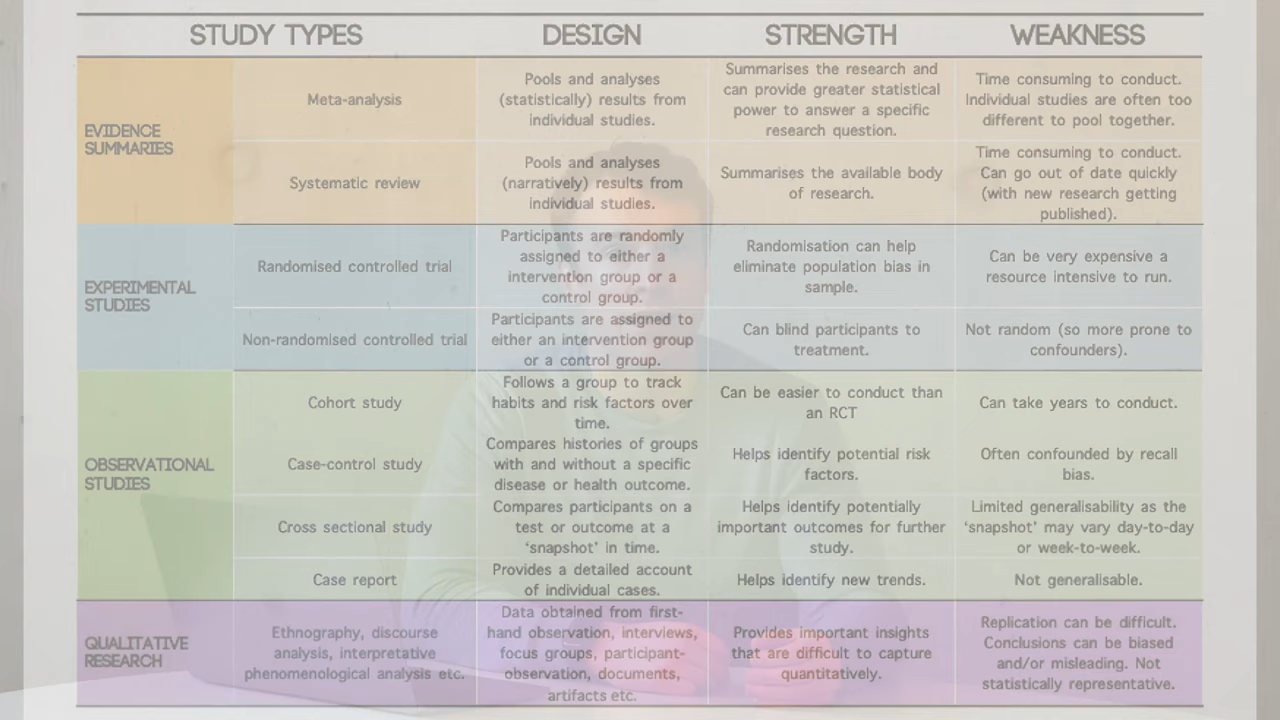 STUDY TYPES DESIGN STRENGTH WEAKNESS
EVIDENCE
SUMMARIES
Meta-analysis
Pools and analyses
(statistically) results from
individual studies.
Summarises the research and
can provide greater statistical
power to answer a specific
research question.
Time consuming to conduct.
Individual studies are often too
different to pool together.
Systematic review
Pools and analyses
(narratively) results from
individual studies.
Summarises the available body
of research.
Time consuming to conduct.
Can go out of date quickly
(with new research getting
published).
EXPERIMENTAL
STUDIES
Randomised controlled trial
Participants are randomly
assigned to either a
intervention group or a
control group.
Randomisation can help
eliminate population bias in
sample.
Can be very expensive a
resource intensive to run.
Non-randomised controlled trial
Participants are assigned to
either an intervention group
or a control group.
Can blind participants to
treatment.
Not random (so more prone to
confounders).
OBSERVATIONAL
STUDIES
Cohort study
Follows a group to track
habits and risk factors over
time.
Can be easier to conduct than
an RCT
Can take years to conduct.
Case-control study
Compares histories of groups
with and without a specific
disease or health outcome.
Helps identify potential risk
factors.
Often confounded by recall
bias.
Cross sectional study
Compares participants on a
test or outcome at a
‘snapshot’ in time.
Helps identify potentially
important outcomes for further
study.
Limited generalisability as the
‘snapshot’ may vary day-to-day
or week-to-week.
Case report
Provides a detailed account
of individual cases.
Helps identify new trends.
Not generalisable.
QUALITATIVE
RESEARCH
Ethnography, discourse
analysis, interpretative
phenomenological analysis etc.
Data obtained from first-
hand observation, interviews,
focus groups, participant-
observation, documents,
artifacts etc.
Provides important insights
that are difficult to capture
quantitatively.
Replication can be difficult.
Conclusions can be biased
and/or misleading. Not
statistically representative.